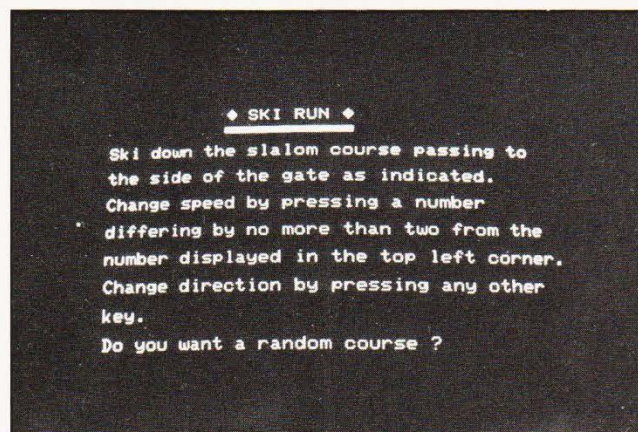 ♦ SKI RUN ♦
Ski down the slalom course passing to
the side of the gate as indicated.
Change speed by pressing a number
differing by no more than two from the
number displayed in the top left corner.
Change direction by pressing any other
key.
Do you want a random course ?